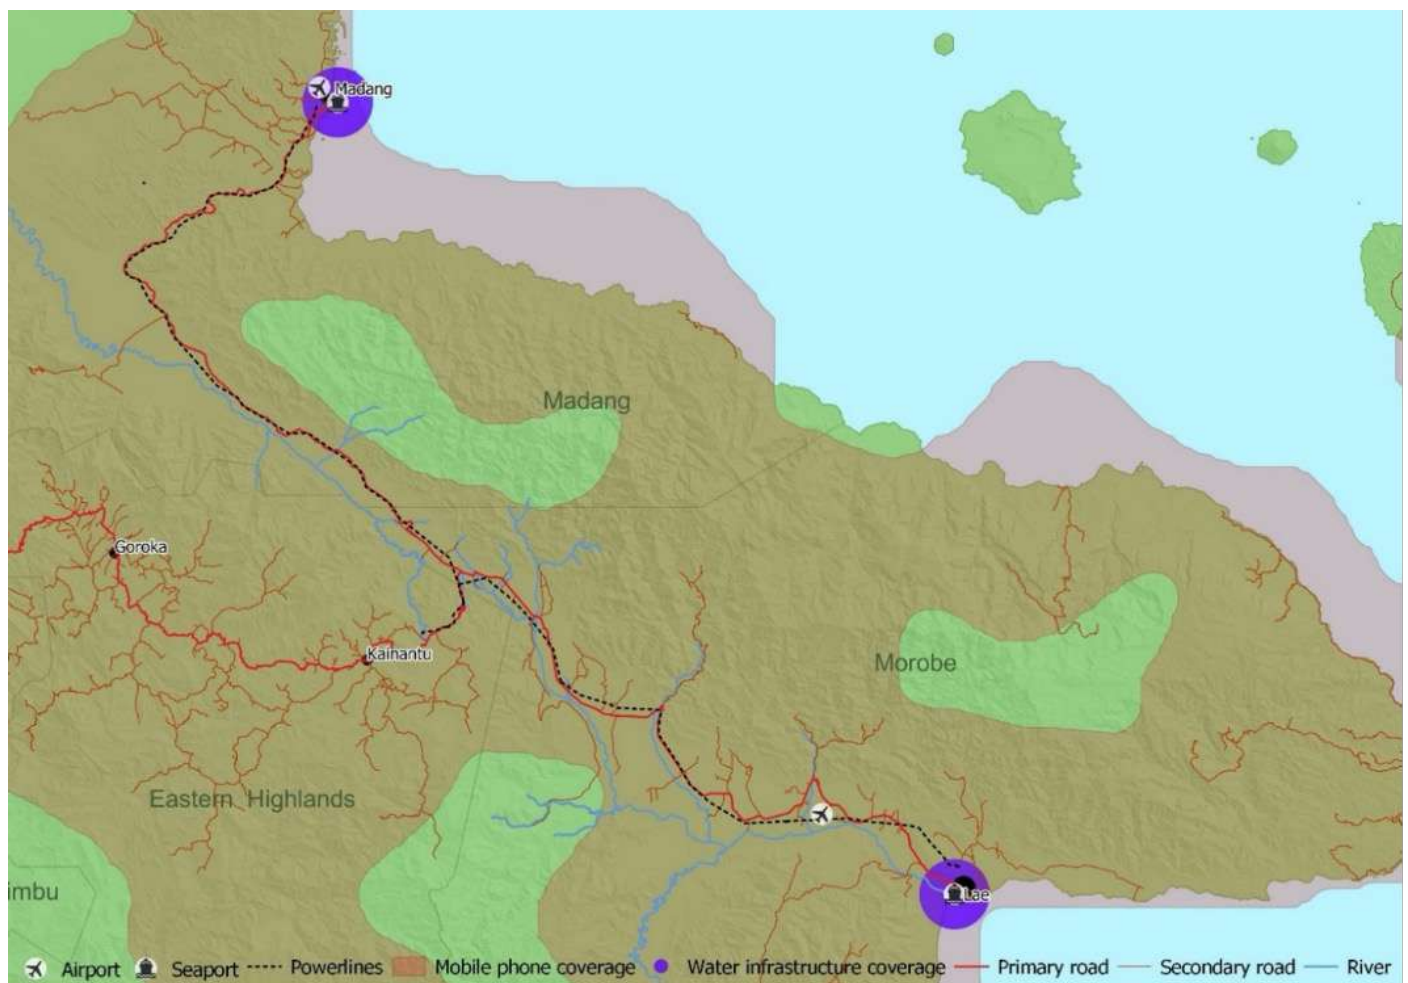 Madang
Madang
Goroka
Kainantu
Morobe
Eastern Highlands
imbu
Lae
Airport
Seaport
Powerlines
Mobile phone coverage
Water infrastructure coverage
Primary road
Secondary road
River